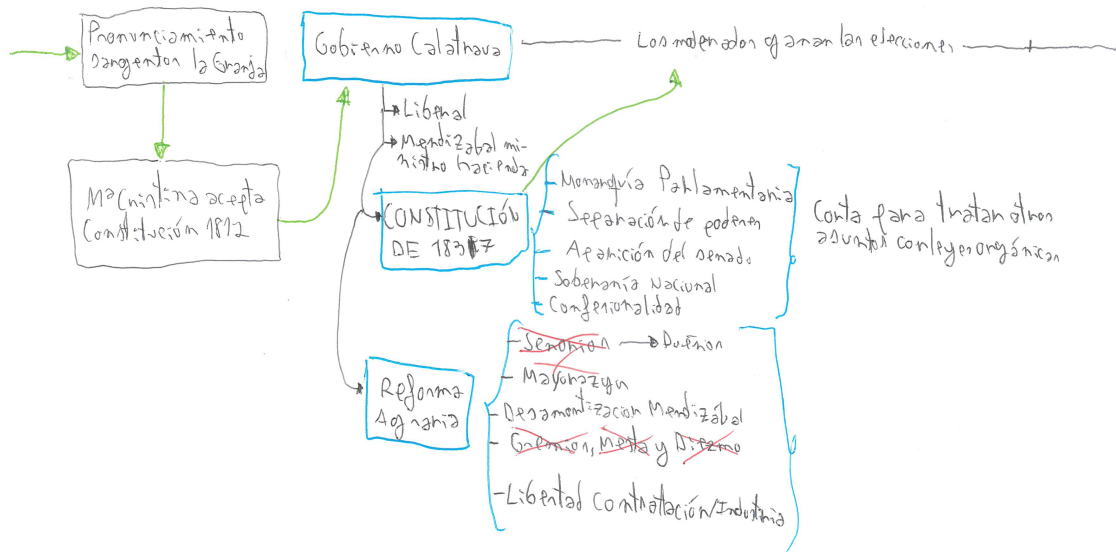 Pronunciamiento
sargentos la Granja
Mª Cristina acepta
Constitución 1812
Gobierno Calatrava
Los moderados ganan las elecciones
Liberal
Mendizabal mi-
nistro hacienda
CONSTITUCIÓN
DE 1837
- Monarquía Parlamentaria
- Separación de poderes
- Aparición del senado
- Soberanía Nacional
- Confesionalidad
Corta para tratar otros
asuntos con leyes orgánicas
Reforma
Agraria
- Señoríos → Dueños
- Mayorazgos
- Desamortización Mendizábal
- Gremios, Mesta y Diezmo
- Libertad Contratación/Industria